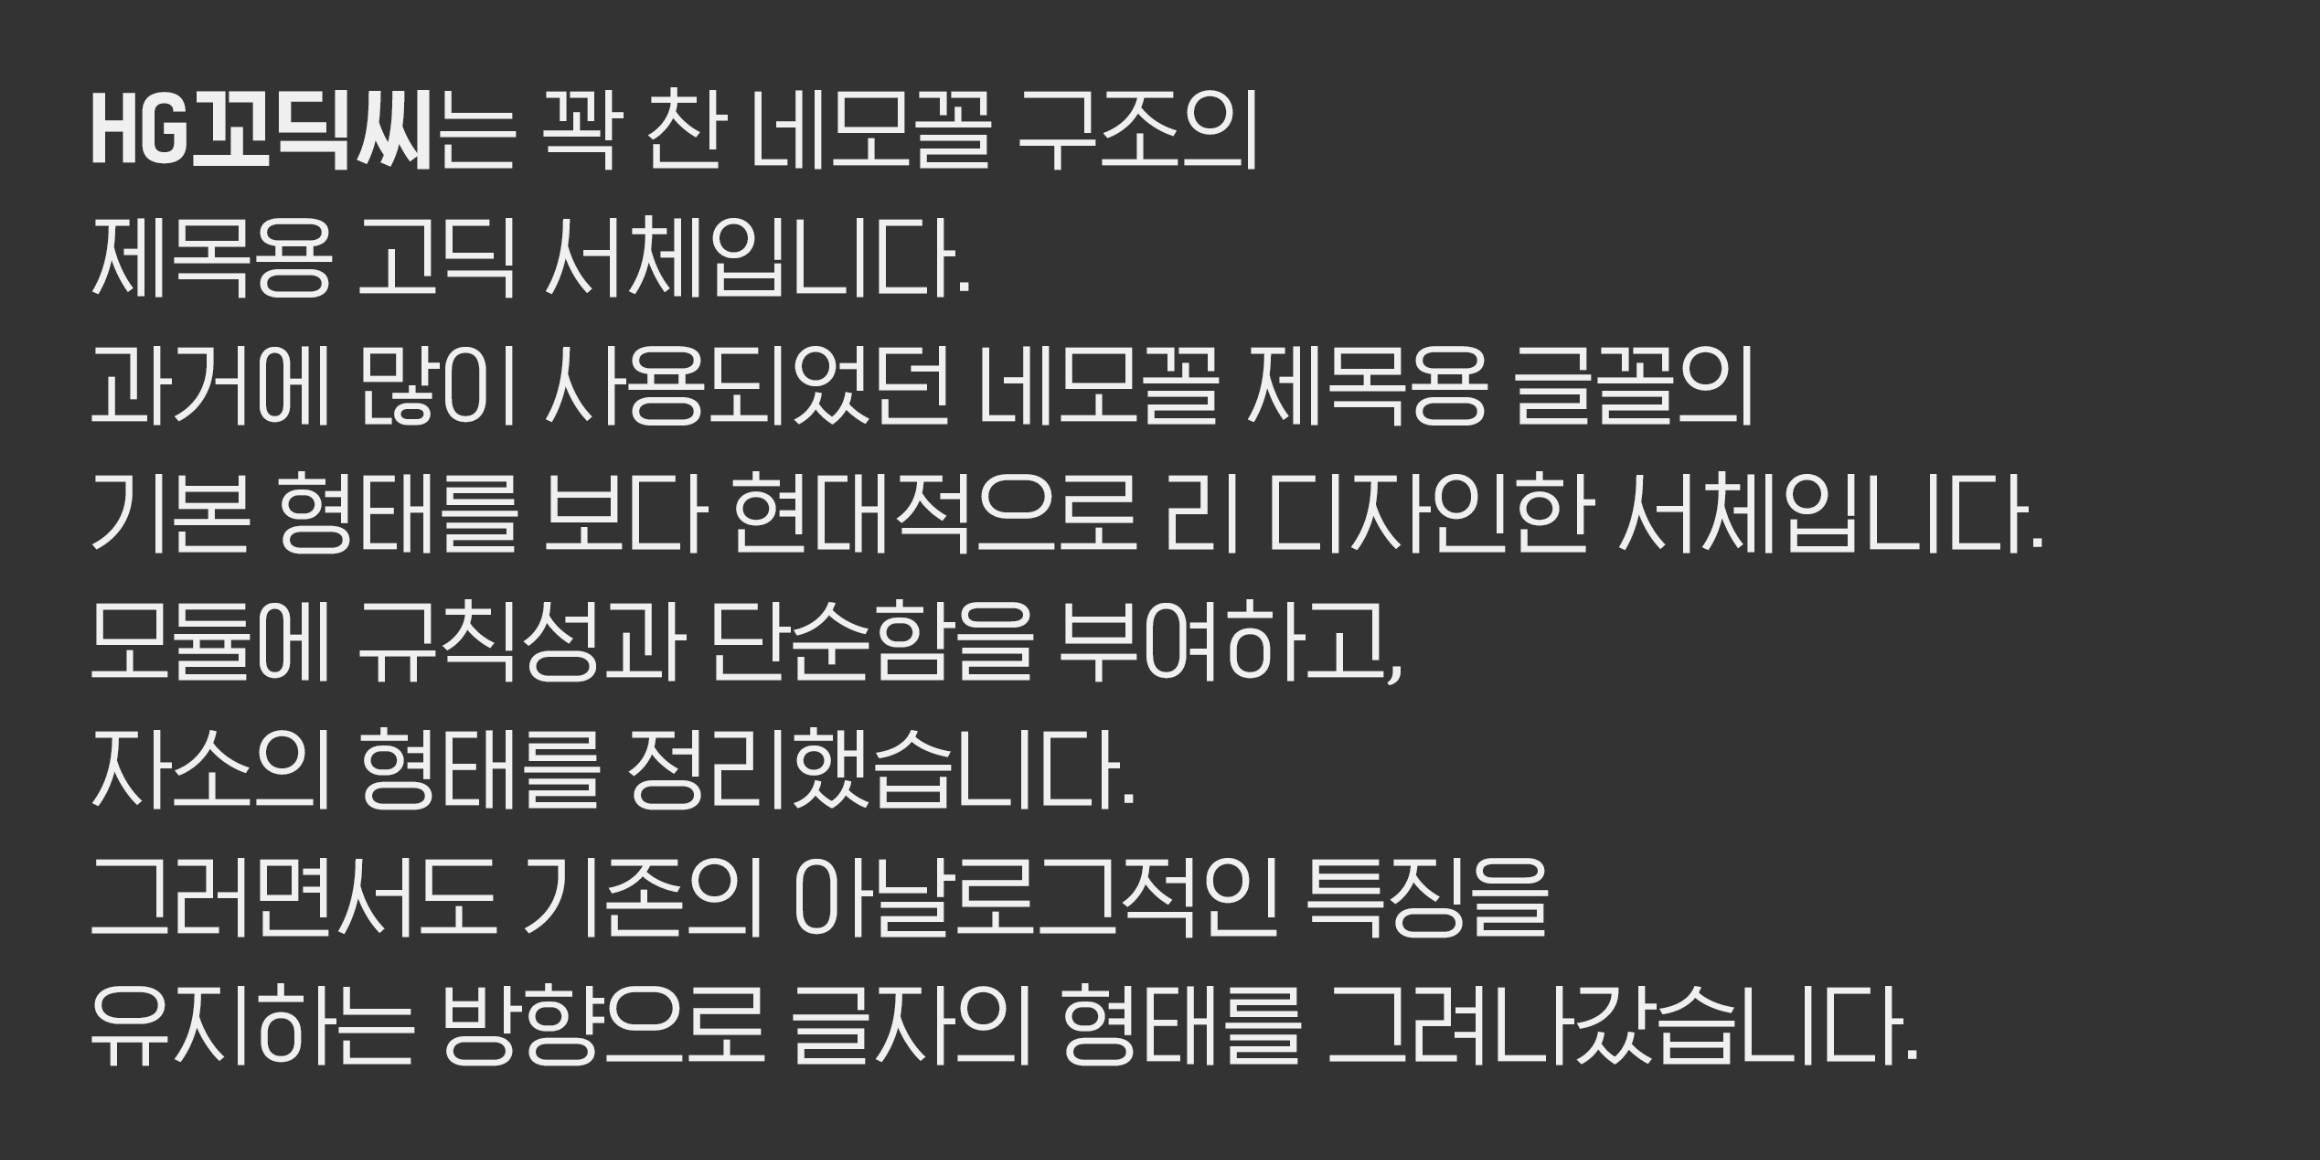 HG꼬딕씨는 꽉 찬 네모꼴 구조의
제목용 고딕 서체입니다.
과거에 많이 사용되었던 네모꼴 제목용 글꼴의
기본 형태를 보다 현대적으로 리 디자인한 서체입니다.
모듈에 규칙성과 단순함을 부여하고,
자소의 형태를 정리했습니다.
그러면서도 기존의 아날로그적인 특징을
유지하는 방향으로 글자의 형태를 그려나갔습니다.